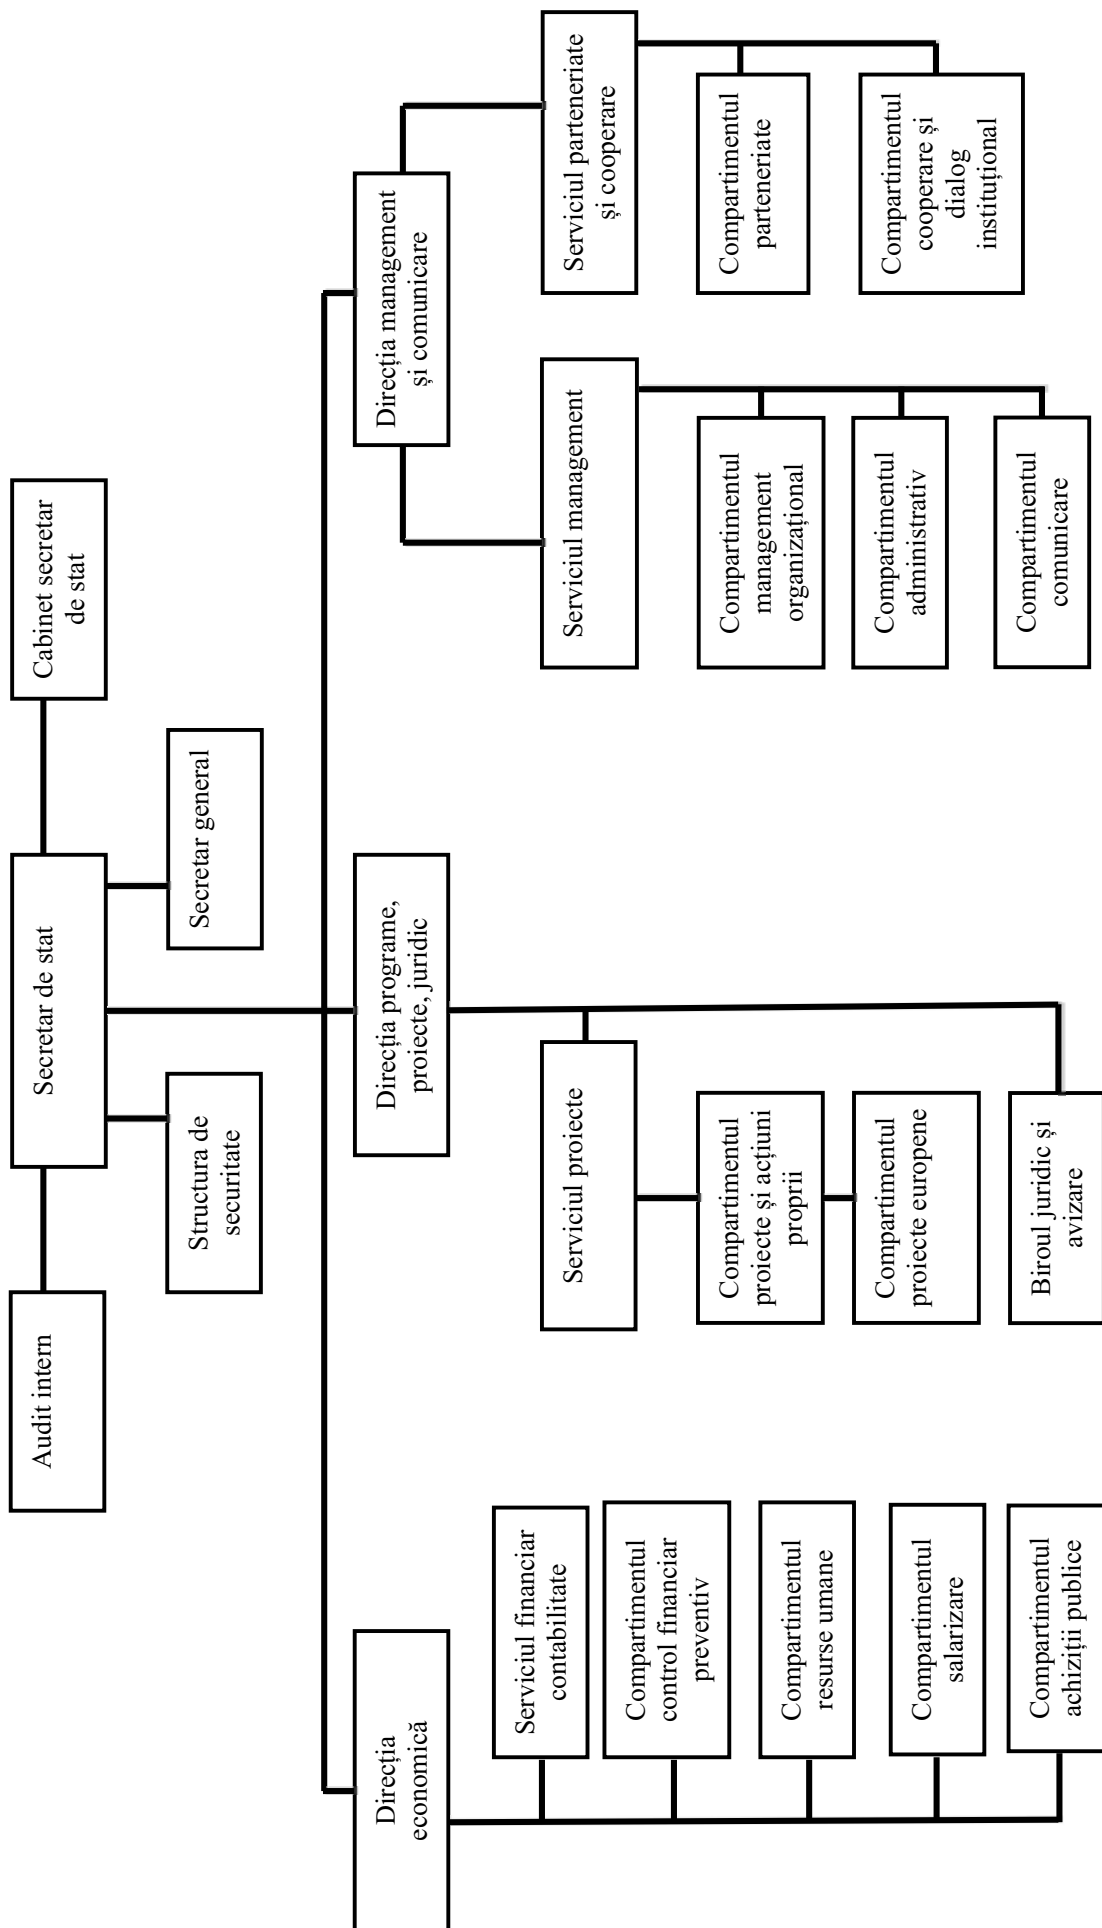 Audit intern
Secretar de stat
Cabinet secretar
de stat
Structura de
securitate
Secretar general
Direcția
economică
Direcția programe,
proiecte, juridic
Direcția management
și comunicare
Serviciul financiar
contabilitate
Compartimentul
control financiar
preventiv
Compartimentul
resurse umane
Compartimentul
salarizare
Compartimentul
achiziții publice
Serviciul proiecte
Compartimentul
proiecte și acțiuni
proprii
Compartimentul
proiecte europene
Biroul juridic și
avizare
Serviciul management
Compartimentul
management
organizațional
Compartimentul
administrativ
Compartimentul
comunicare
Serviciul parteneriate
și cooperare
Compartimentul
parteneriate
Compartimentul
cooperare și
dialog
instituțional